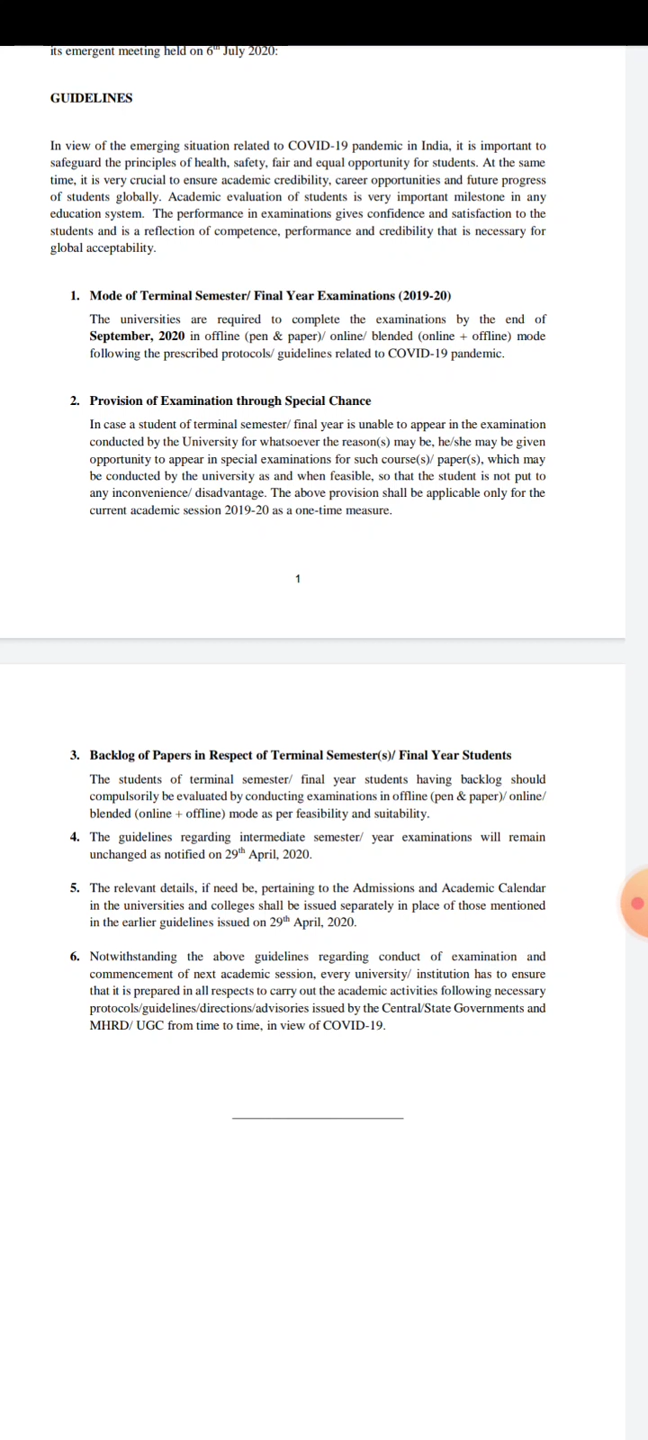 its emergent meeting held on 6th July 2020:
GUIDELINES
In view of the emerging situation related to COVID-19 pandemic in India, it is important to
safeguard the principles of health, safety, fair and equal opportunity for students. At the same
time, it is very crucial to ensure academic credibility, career opportunities and future progress
of students globally. Academic evaluation of students is very important milestone in any
education system. The performance in examinations gives confidence and satisfaction to the
students and is a reflection of competence, performance and credibility that is necessary for
global acceptability.
1. Mode of Terminal Semester/ Final Year Examinations (2019-20)
The universities are required to complete the examinations by the end of
September, 2020 in offline (pen & paper)/ online/ blended (online + offline) mode
following the prescribed protocols/ guidelines related to COVID-19 pandemic.
2. Provision of Examination through Special Chance
In case a student of terminal semester/ final year is unable to appear in the examination
conducted by the University for whatsoever the reason(s) may be, he/she may be given
opportunity to appear in special examinations for such course(s)/ paper(s), which may
be conducted by the university as and when feasible, so that the student is not put to
any inconvenience/ disadvantage. The above provision shall be applicable only for the
current academic session 2019-20 as a one-time measure.
1
3. Backlog of Papers in Respect of Terminal Semester(s)/ Final Year Students
The students of terminal semester/ final year students having backlog should
compulsorily be evaluated by conducting examinations in offline (pen & paper)/ online/
blended (online + offline) mode as per feasibility and suitability.
4. The guidelines regarding intermediate semester/ year examinations will remain
unchanged as notified on 29th April, 2020.
5. The relevant details, if need be, pertaining to the Admissions and Academic Calendar
in the universities and colleges shall be issued separately in place of those mentioned
in the earlier guidelines issued on 29th April, 2020.
6. Notwithstanding the above guidelines regarding conduct of examination and
commencement of next academic session, every university/ institution has to ensure
that it is prepared in all respects to carry out the academic activities following necessary
protocols/guidelines/directions/advisories issued by the Central/State Governments and
MHRD/ UGC from time to time, in view of COVID-19.